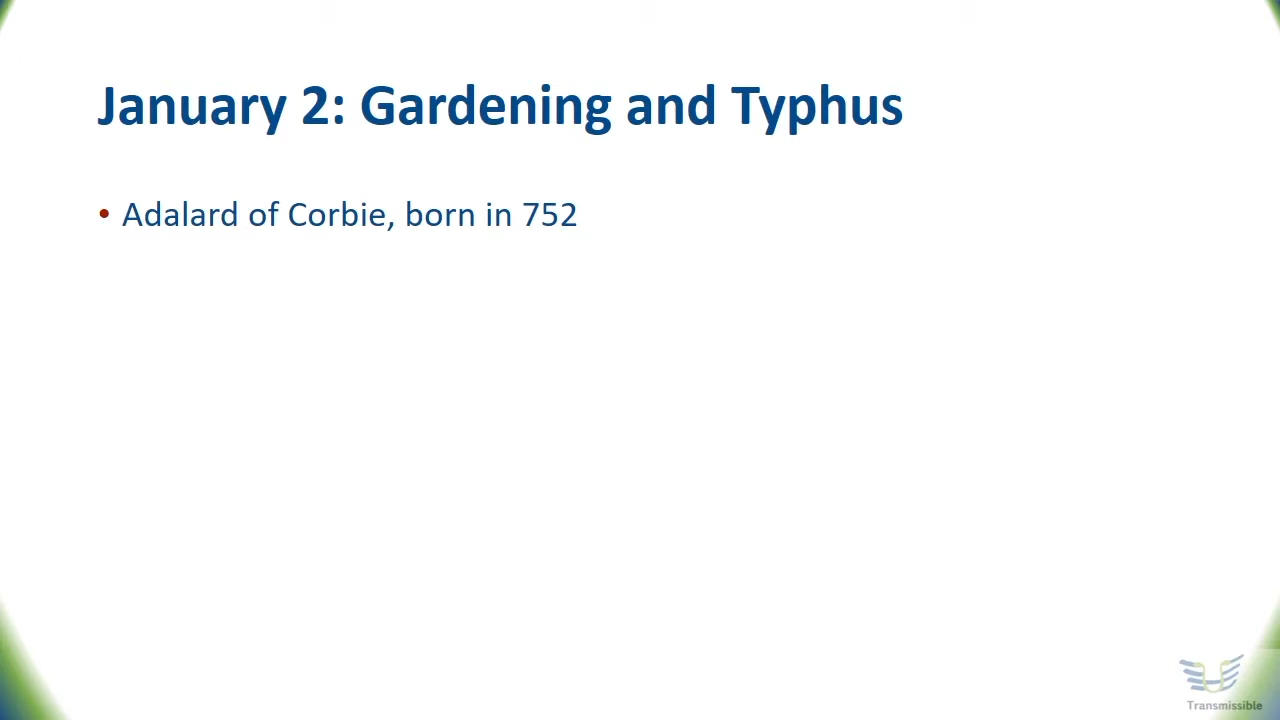 January 2: Gardening and Typhus
• Adalard of Corbie, born in 752
Transmissible